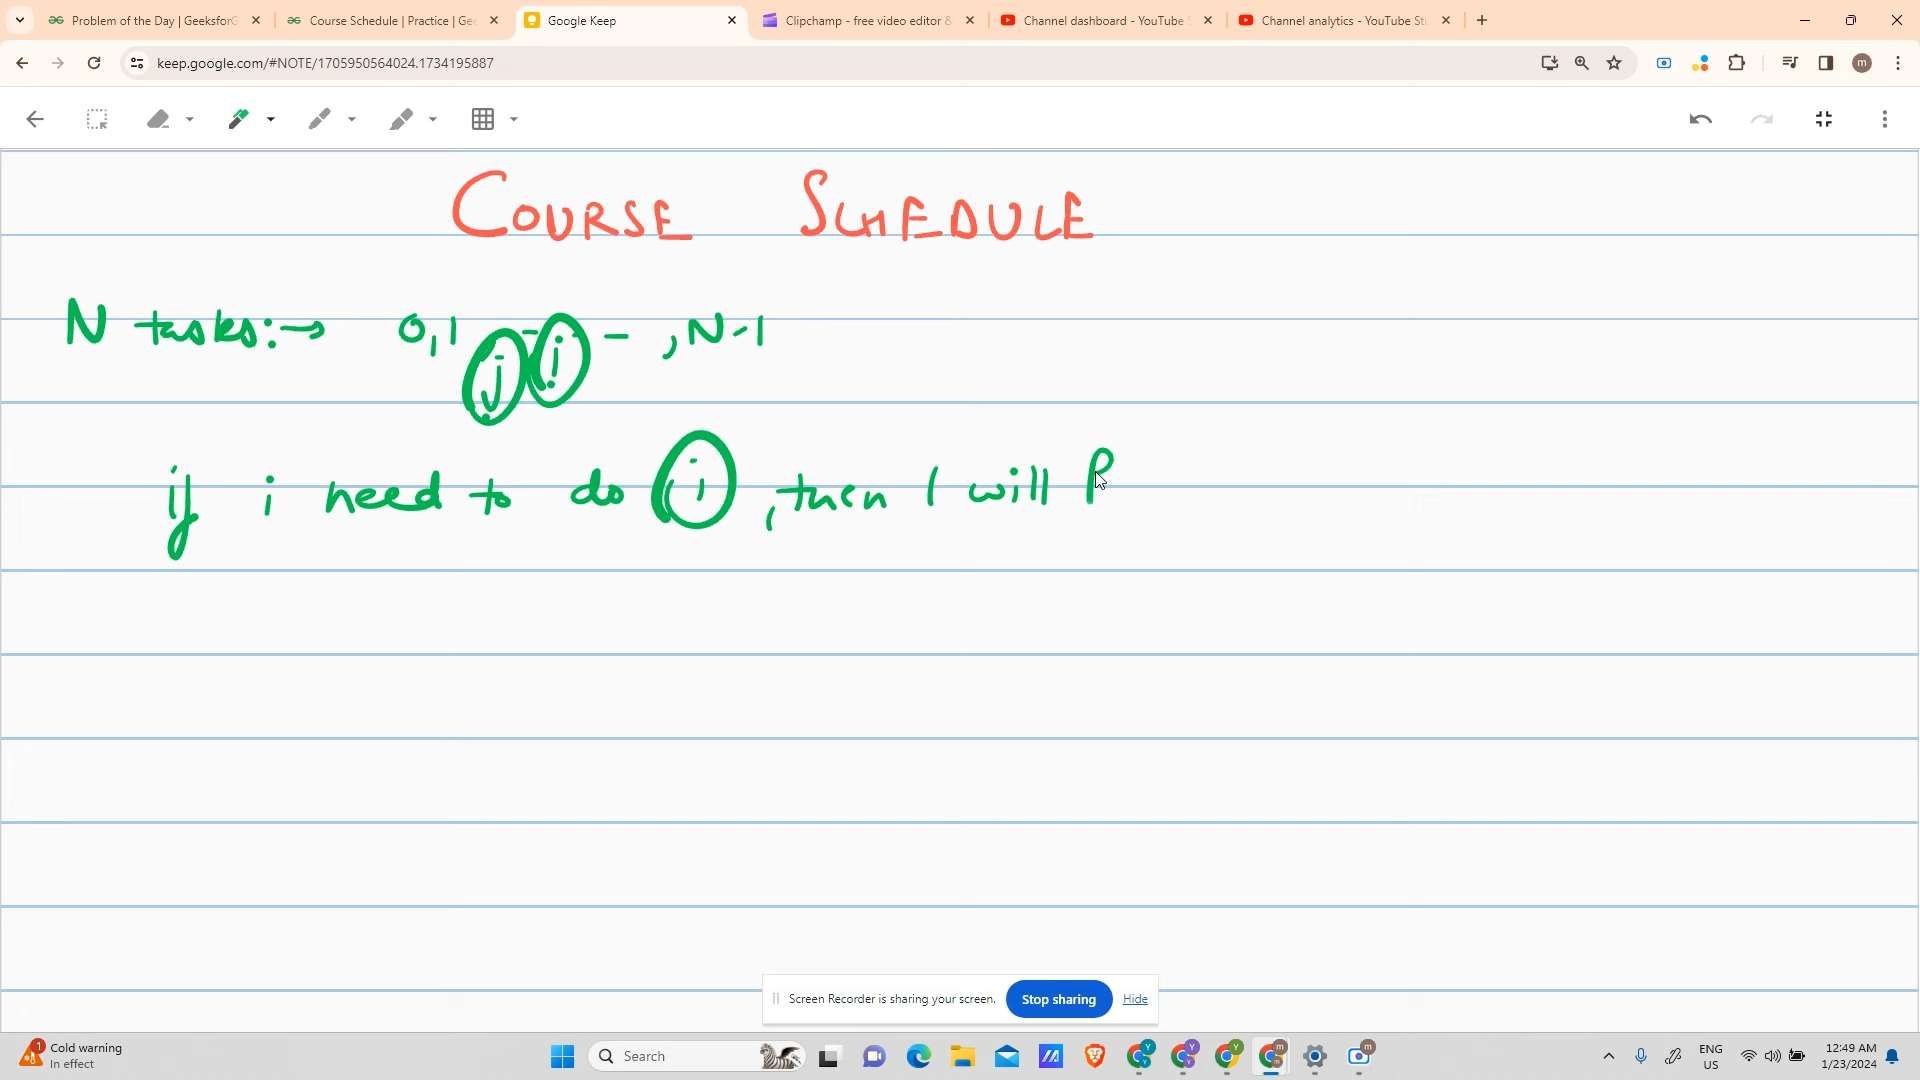 Problem of the Day | GeeksforG
Course Schedule | Practice | Gee
Google Keep
Clipchamp - free video editor &
Channel dashboard - YouTube S
Channel analytics - YouTube Stu
keep.google.com/#NOTE/1705950564024.1734195887
m
COURSE SCHEDULE
N tasks:→ 0,1 - - , N-1
j i
if i need to do i , then I will P
Screen Recorder is sharing your screen. Stop sharing Hide
1 Cold warning
In effect
Search
ENG
US
12:49 AM
1/23/2024